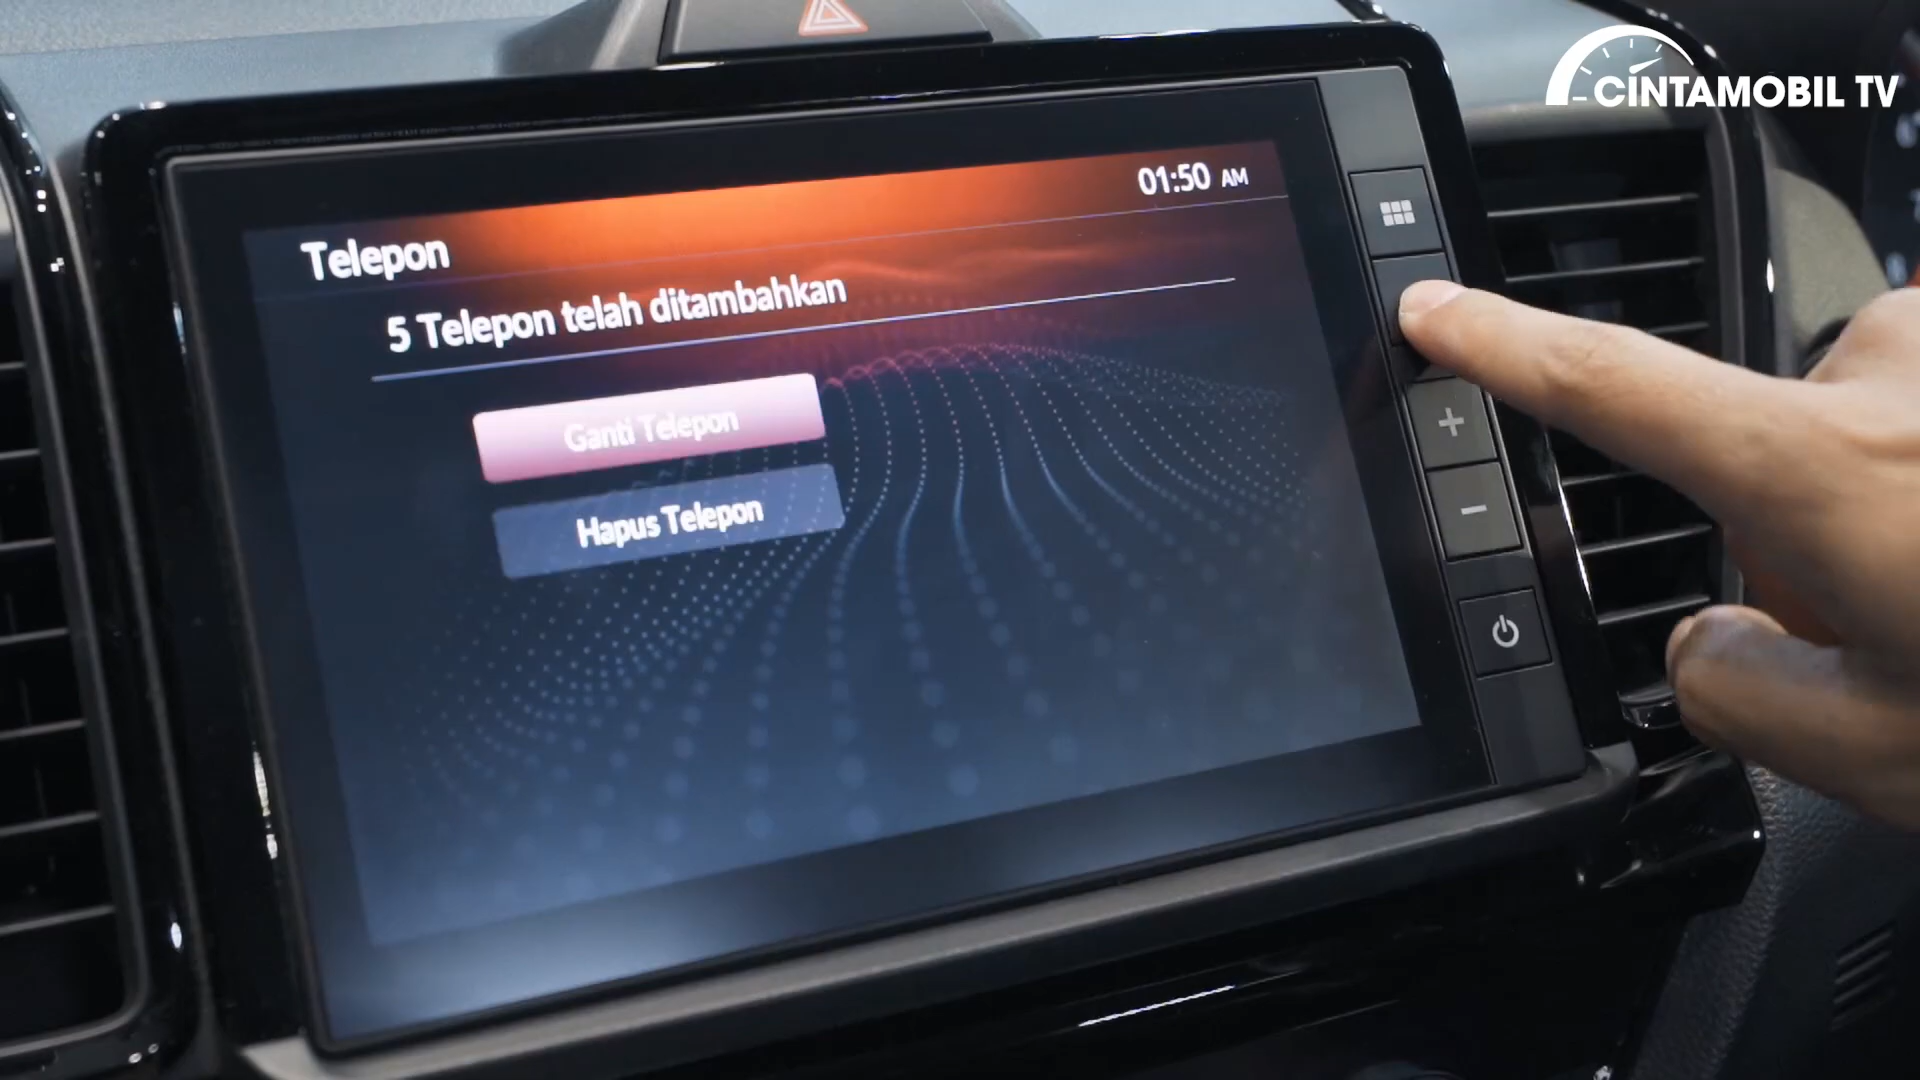 CINTAMOBIL TV
01:50 AM
Telepon
5 Telepon telah ditambahkan
Ganti Telepon
Hapus Telepon